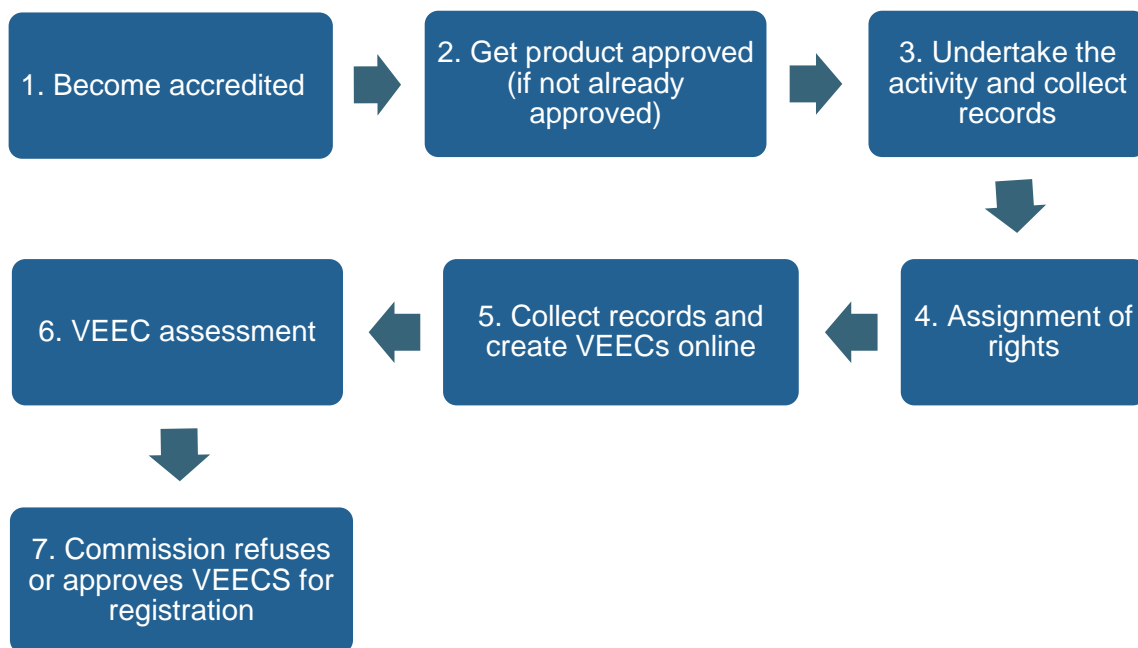 1. Become accredited
2. Get product approved
(if not already
approved)
3. Undertake the
activity and collect
records
4. Assignment of
rights
5. Collect records and
create VEECs online
6. VEEC assessment
7. Commission refuses
or approves VEECS for
registration